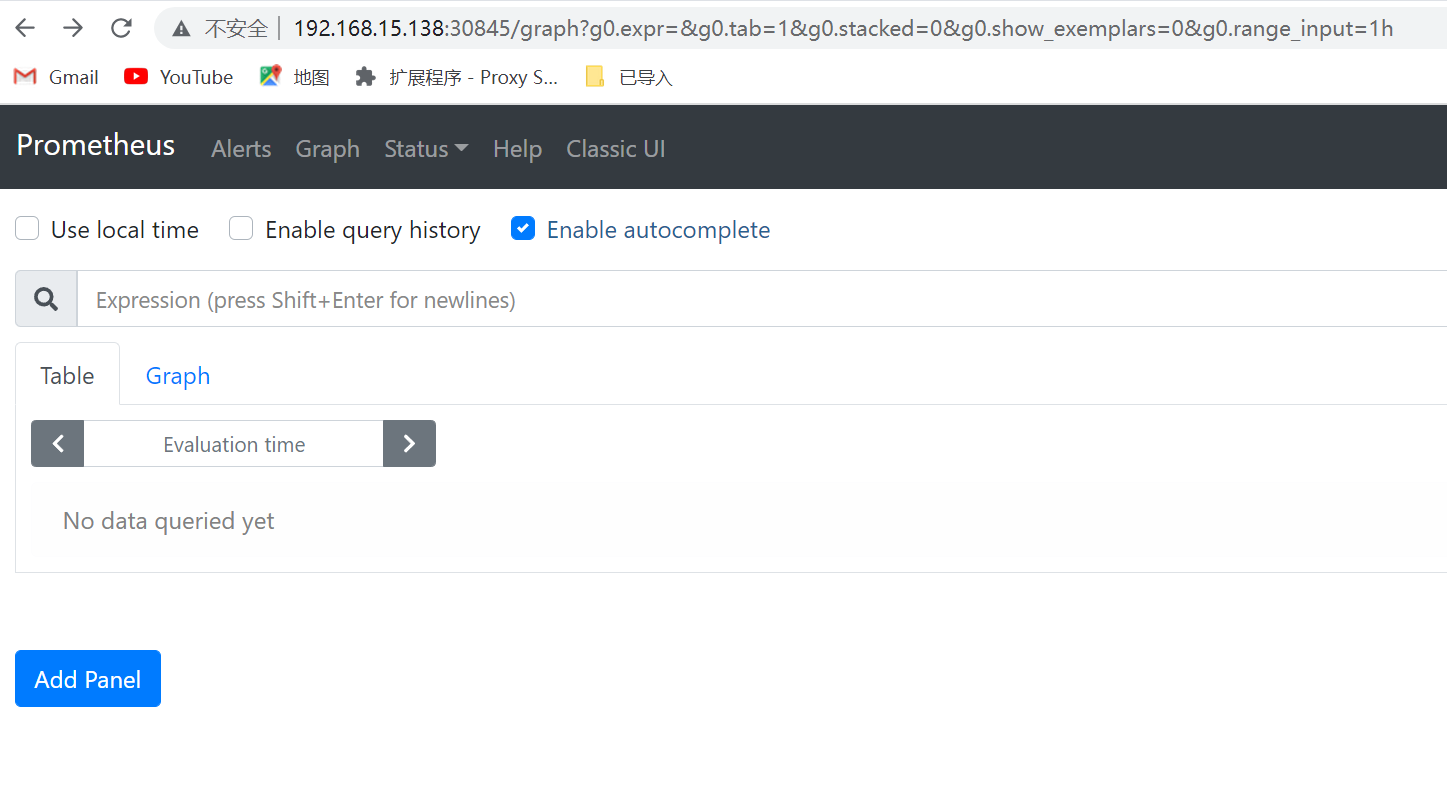 不安全 192.168.15.138:30845/graph?g0.expr=&g0.tab=1&g0.stacked=0&g0.show_exemplars=0&g0.range_input=1h
Gmail YouTube 地图 扩展程序 - Proxy S... 已导入
Prometheus Alerts Graph Status Help Classic UI
Use local time Enable query history Enable autocomplete
Expression (press Shift+Enter for newlines)
Table Graph
Evaluation time
No data queried yet
Add Panel